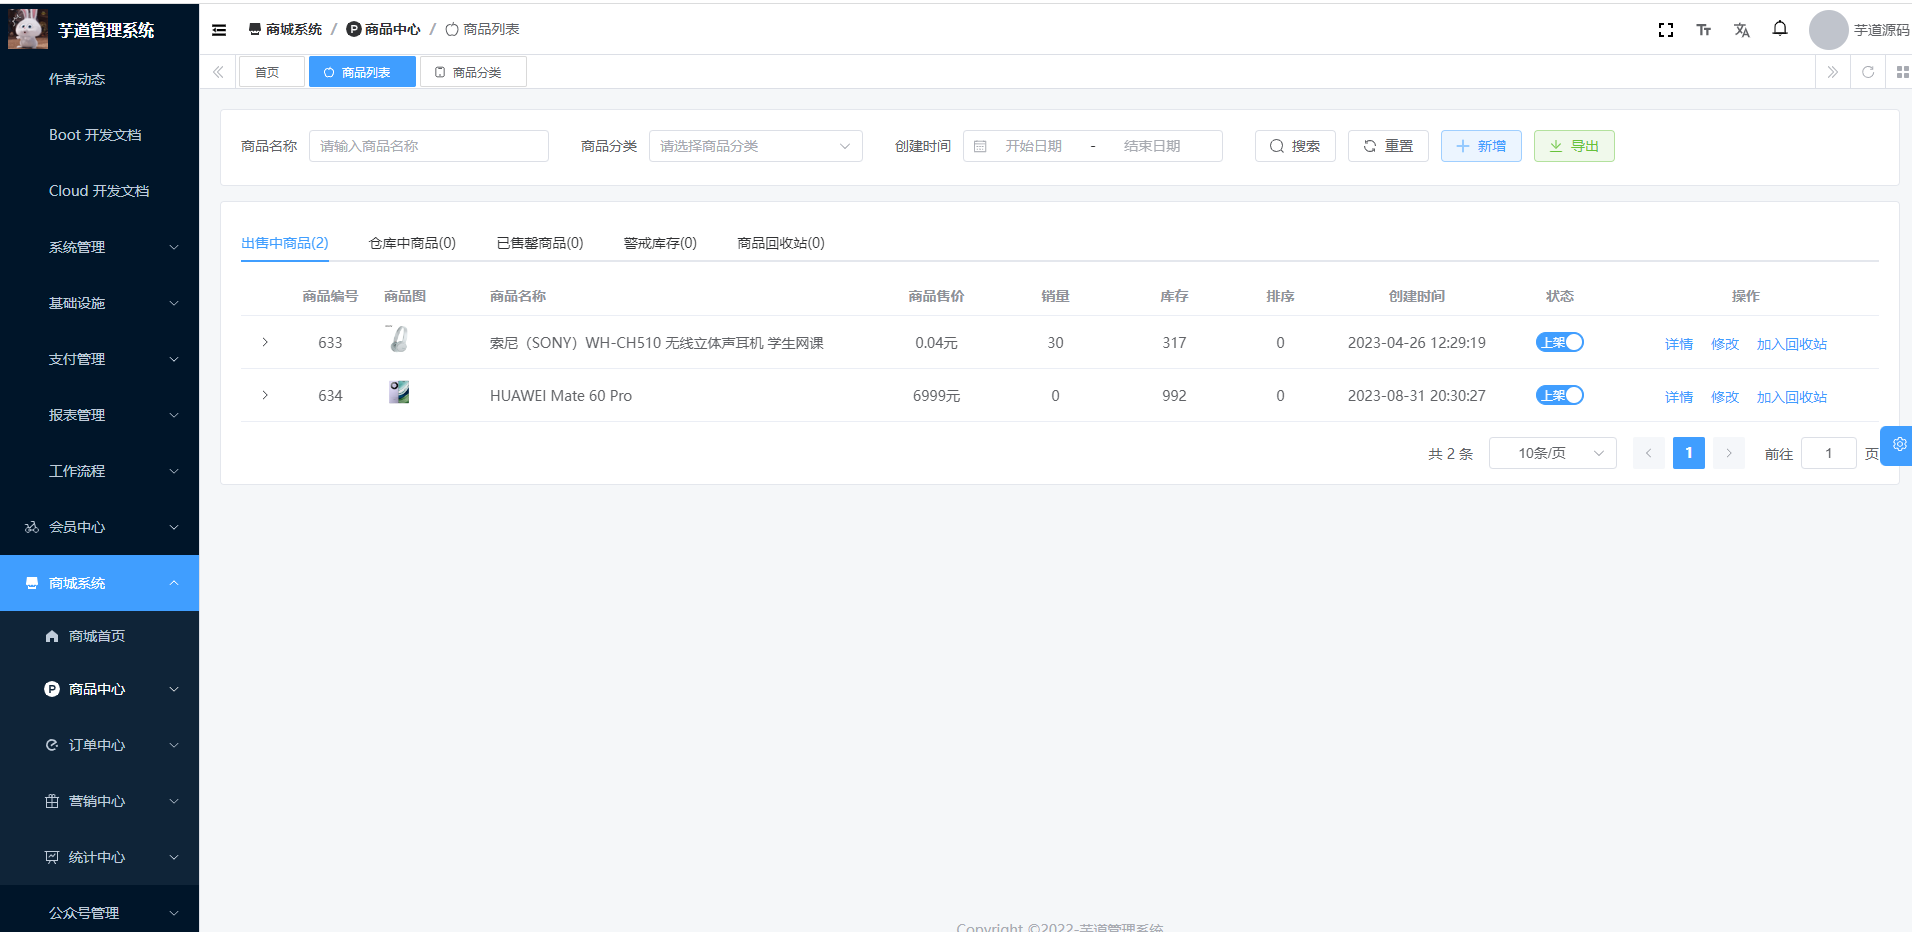 芋道管理系统
商城系统 / 商品中心 / 商品列表
芋道源码
首页
商品列表
商品分类
作者动态
Boot 开发文档
Cloud 开发文档
系统管理
基础设施
支付管理
报表管理
工作流程
会员中心
商城系统
商城首页
商品中心
订单中心
营销中心
统计中心
公众号管理
商品名称 请输入商品名称 商品分类 请选择商品分类 创建时间 开始日期 - 结束日期 搜索 重置 新增 导出
出售中商品(2) 仓库中商品(0) 已售罄商品(0) 警戒库存(0) 商品回收站(0)
商品编号 商品图 商品名称 商品售价 销量 库存 排序 创建时间 状态 操作
633 索尼（SONY）WH-CH510 无线立体声耳机 学生网课 0.04元 30 317 0 2023-04-26 12:29:19 上架 详情 修改 加入回收站
634 HUAWEI Mate 60 Pro 6999元 0 992 0 2023-08-31 20:30:27 上架 详情 修改 加入回收站
共 2 条 10条/页 1 前往 1 页
Copyright ©2022-芋道管理系统